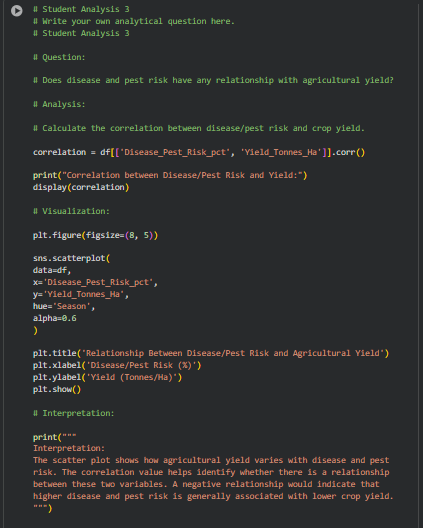 # Student Analysis 3
# Write your own analytical question here.
# Student Analysis 3
# Question:
# Does disease and pest risk have any relationship with agricultural yield?
# Analysis:
# Calculate the correlation between disease/pest risk and crop yield.
correlation = df[['Disease_Pest_Risk_pct', 'Yield_Tonnes_Ha']].corr()
print("Correlation between Disease/Pest Risk and Yield:")
display(correlation)
# Visualization:
plt.figure(figsize=(8, 5))
sns.scatterplot(
data=df,
x='Disease_Pest_Risk_pct',
y='Yield_Tonnes_Ha',
hue='Season',
alpha=0.6
)
plt.title('Relationship Between Disease/Pest Risk and Agricultural Yield')
plt.xlabel('Disease/Pest Risk (%)')
plt.ylabel('Yield (Tonnes/Ha)')
plt.show()
# Interpretation:
print("""
Interpretation:
The scatter plot shows how agricultural yield varies with disease and pest
risk. The correlation value helps identify whether there is a relationship
between these two variables. A negative relationship would indicate that
higher disease and pest risk is generally associated with lower crop yield.
""")